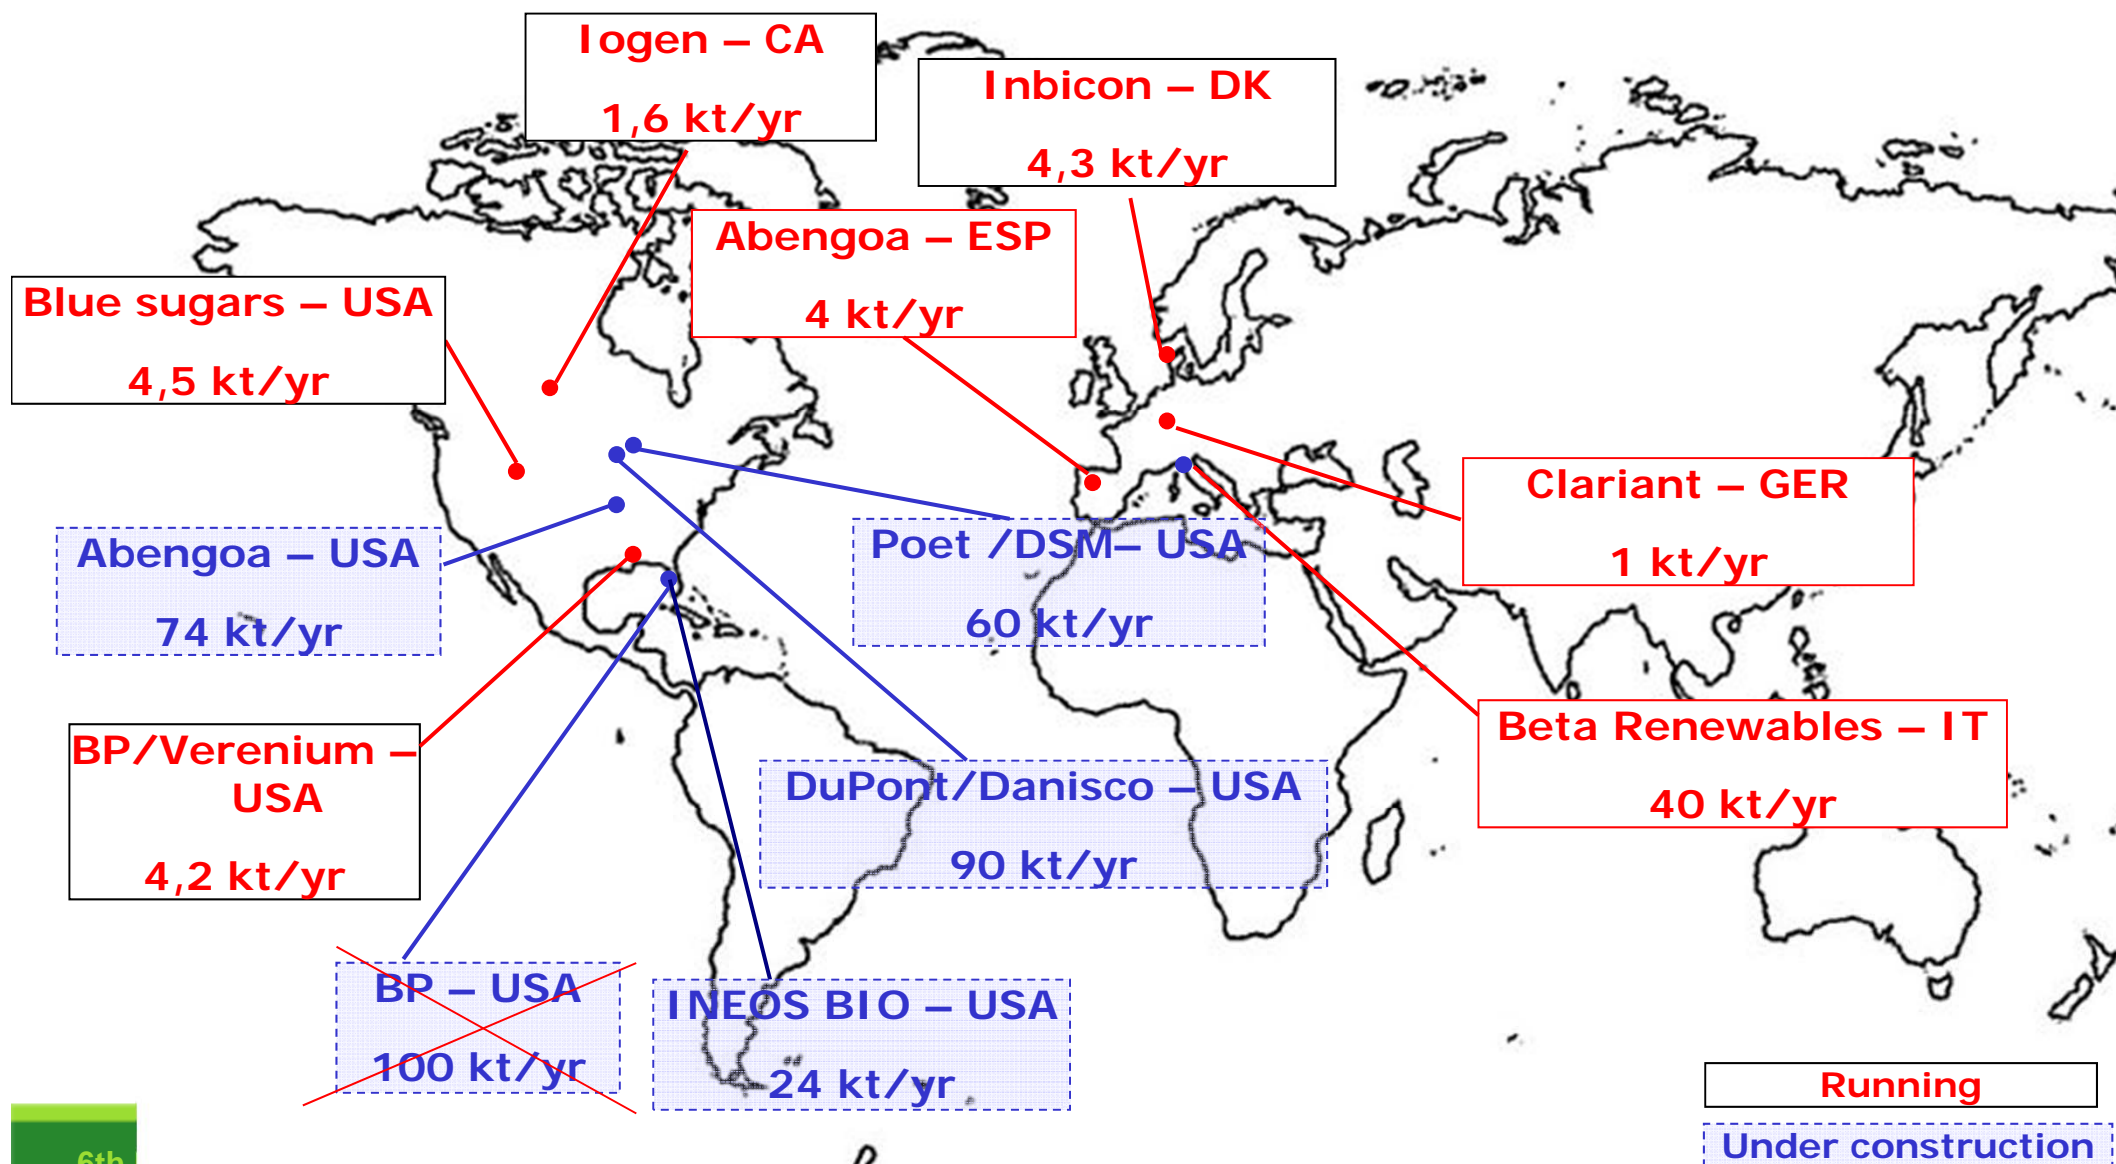 Iogen – CA
1,6 kt/yr
Inbicon – DK
4,3 kt/yr
Abengoa – ESP
4 kt/yr
Blue sugars – USA
4,5 kt/yr
Clariant – GER
1 kt/yr
Abengoa – USA
74 kt/yr
Poet /DSM– USA
60 kt/yr
Beta Renewables – IT
40 kt/yr
BP/Verenium –
USA
4,2 kt/yr
DuPont/Danisco – USA
90 kt/yr
BP – USA
100 kt/yr
INEOS BIO – USA
24 kt/yr
Running
Under construction
6th